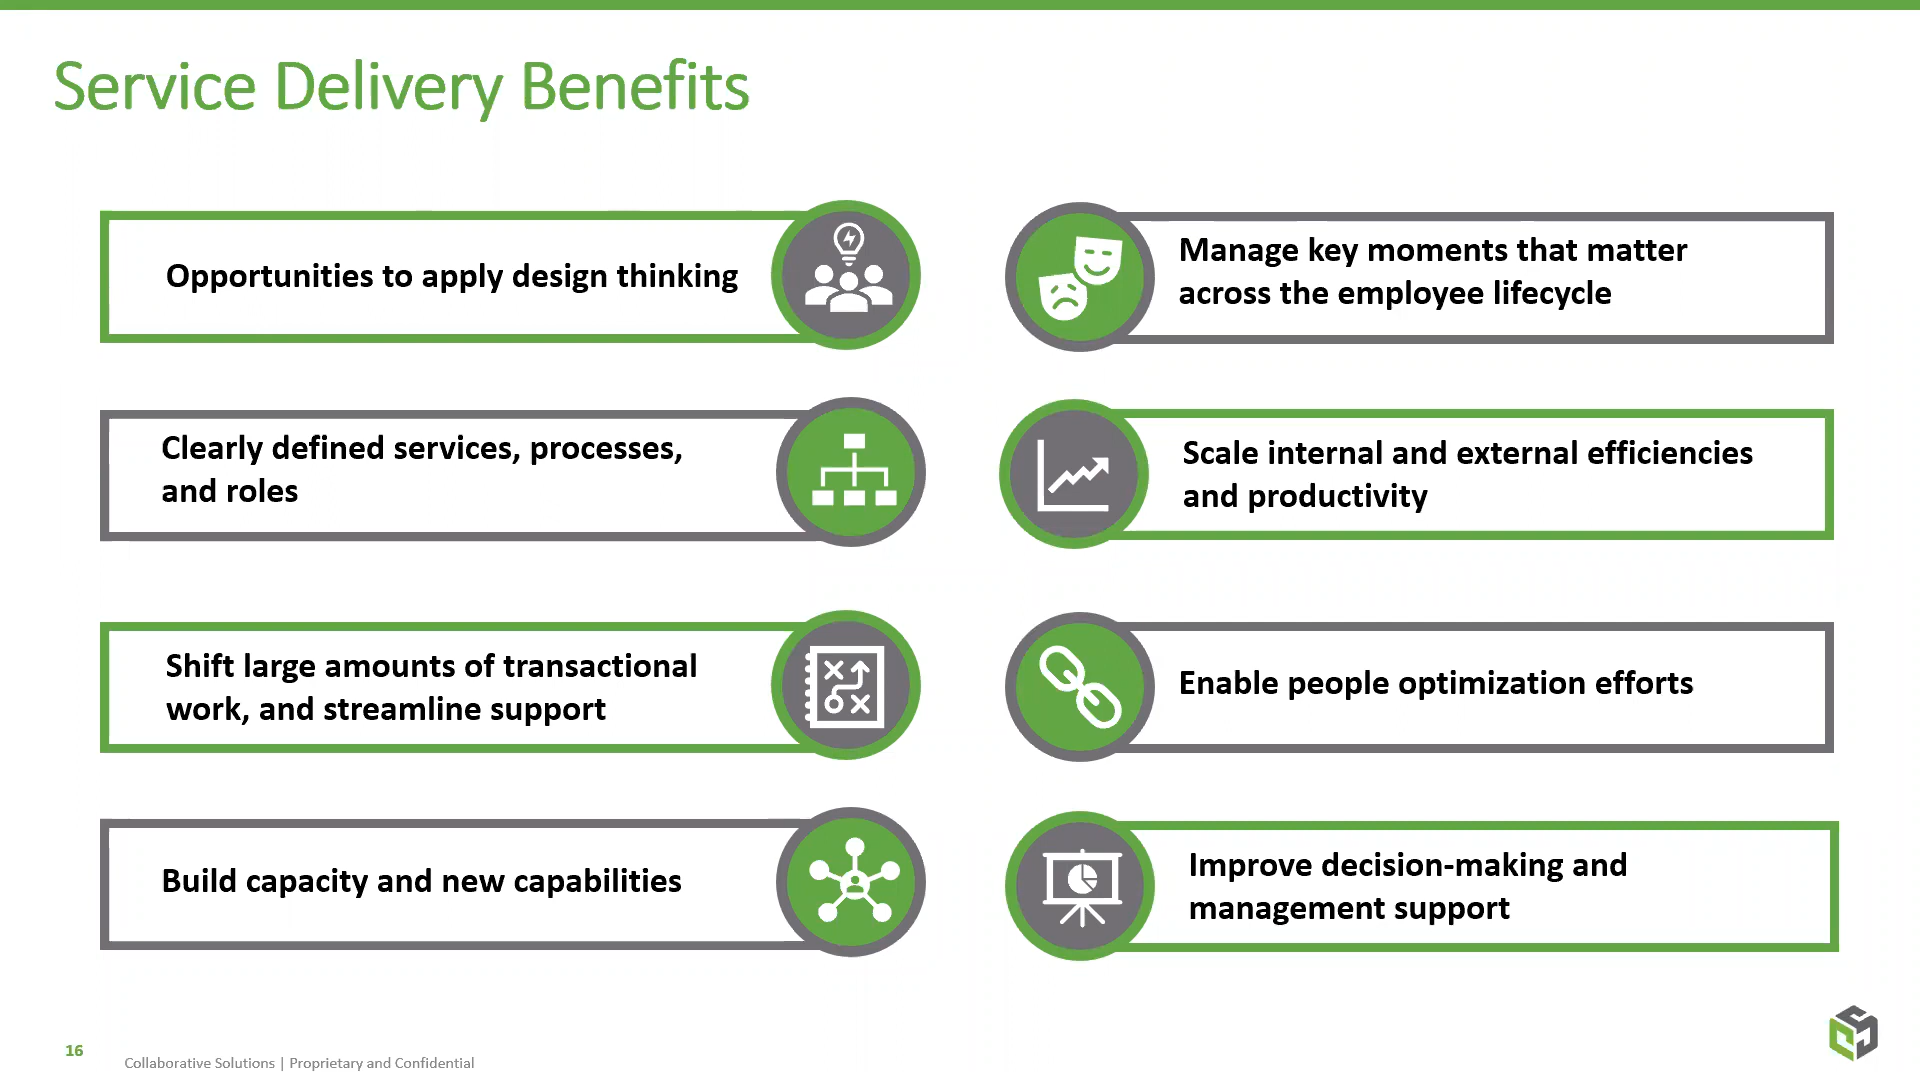 Service Delivery Benefits
Opportunities to apply design thinking
Clearly defined services, processes,
and roles
Shift large amounts of transactional
work, and streamline support
Build capacity and new capabilities
Manage key moments that matter
across the employee lifecycle
Scale internal and external efficiencies
and productivity
Enable people optimization efforts
Improve decision-making and
management support
16
Collaborative Solutions | Proprietary and Confidential